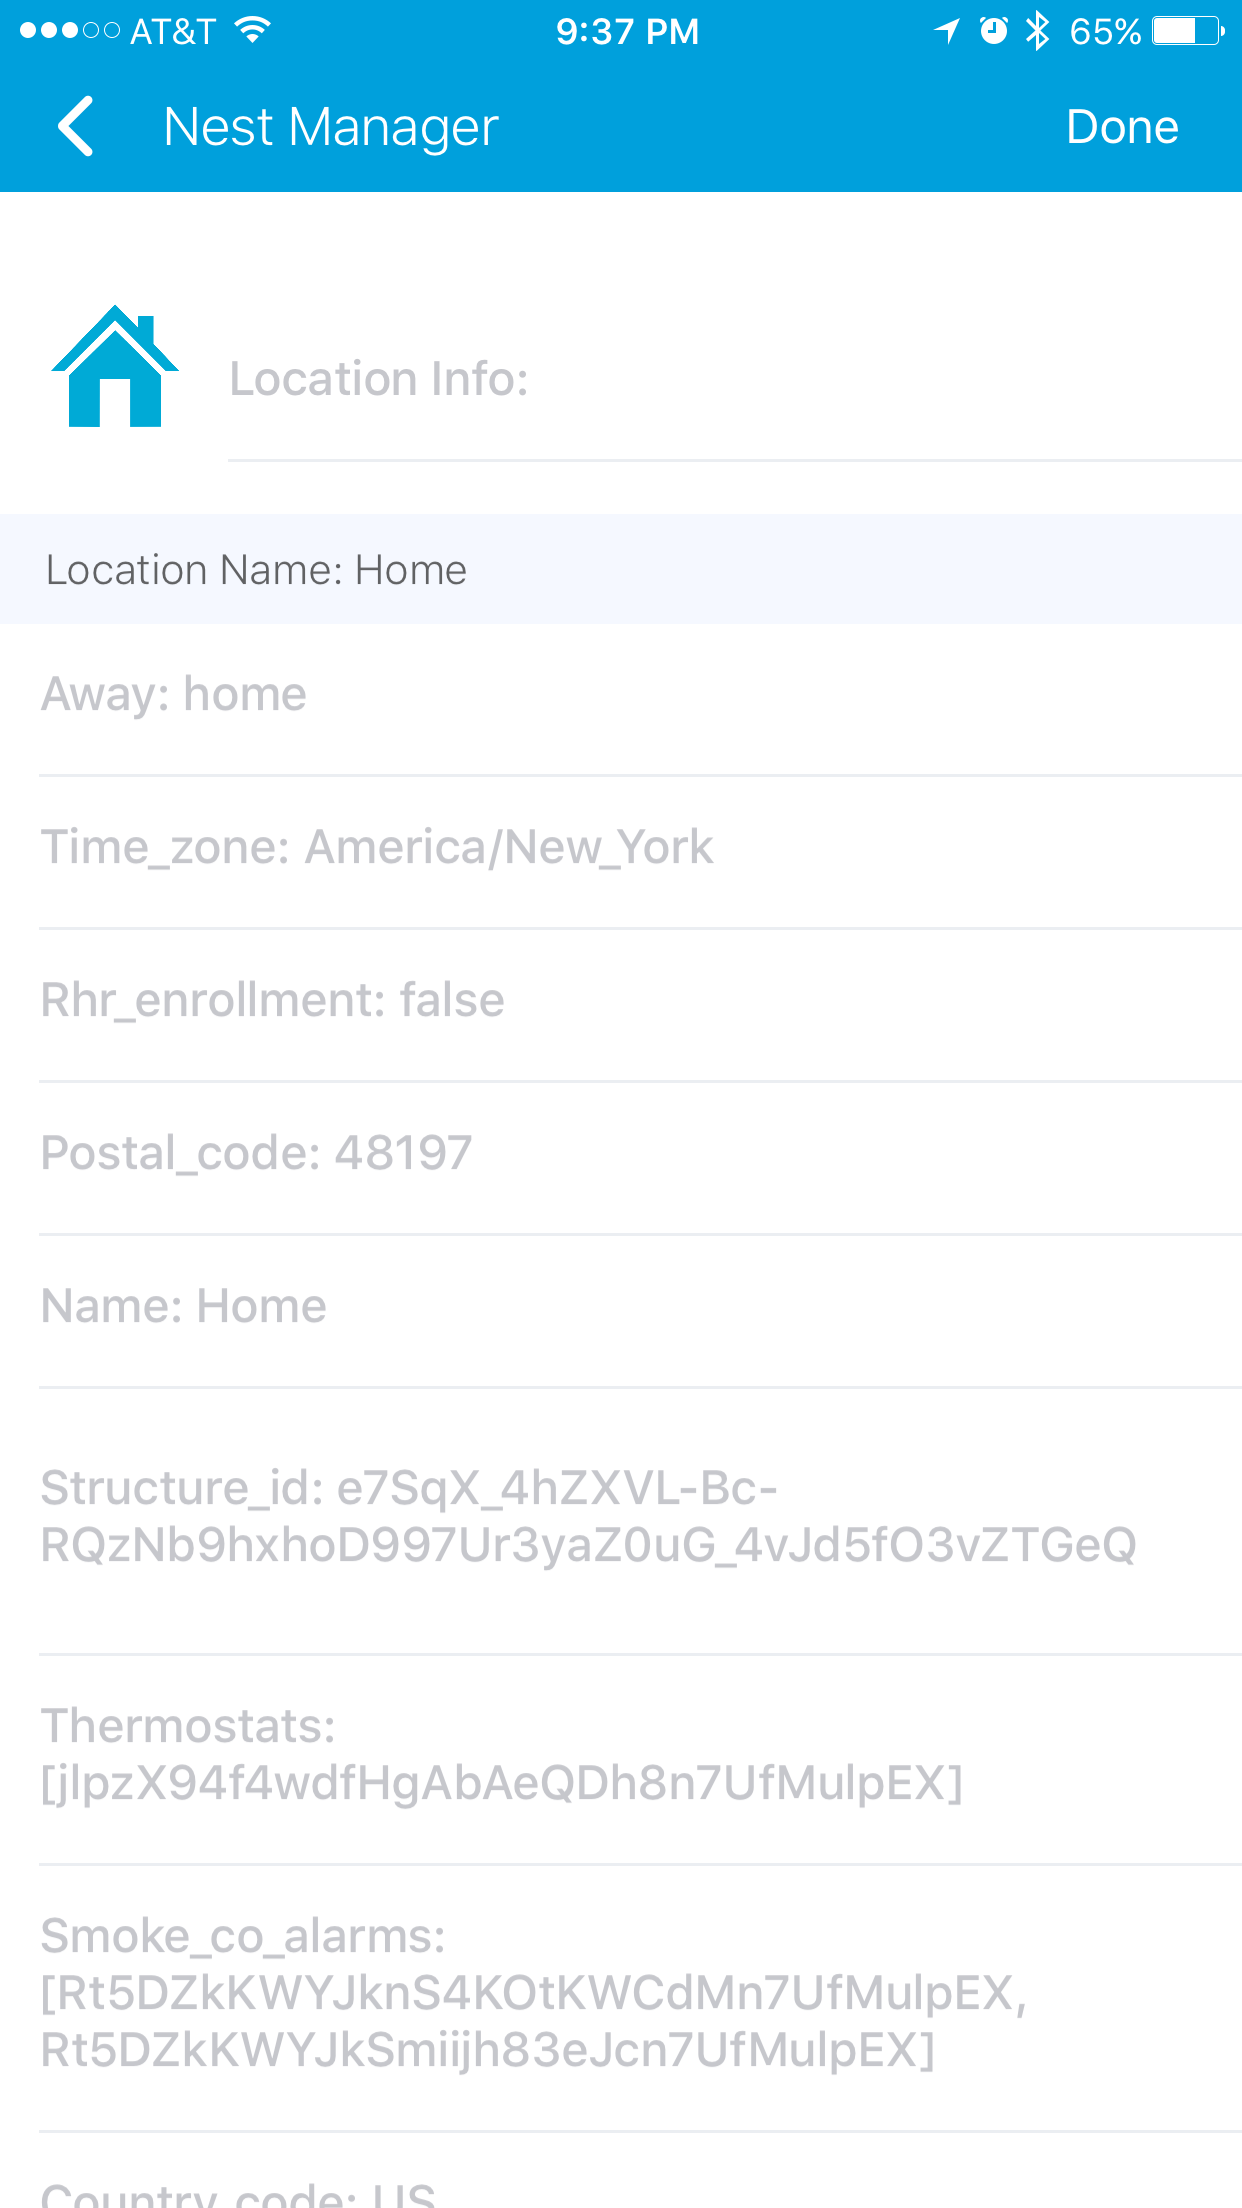 AT&T 9:37 PM 65%
Nest Manager Done
Location Info:
Location Name: Home
Away: home
Time_zone: America/New_York
Rhr_enrollment: false
Postal_code: 48197
Name: Home
Structure_id: e7SqX_4hZXVL-Bc-
RQzNb9hxhoD997Ur3yaZ0uG_4vJd5fO3vZTGeQ
Thermostats:
[jlpzX94f4wdfHgAbAeQDh8n7UfMulpEX]
Smoke_co_alarms:
[Rt5DZkKWYJknS4KOtKWCdMn7UfMulpEX,
Rt5DZkKWYJkSmiijh83eJcn7UfMulpEX]
Country_code: US